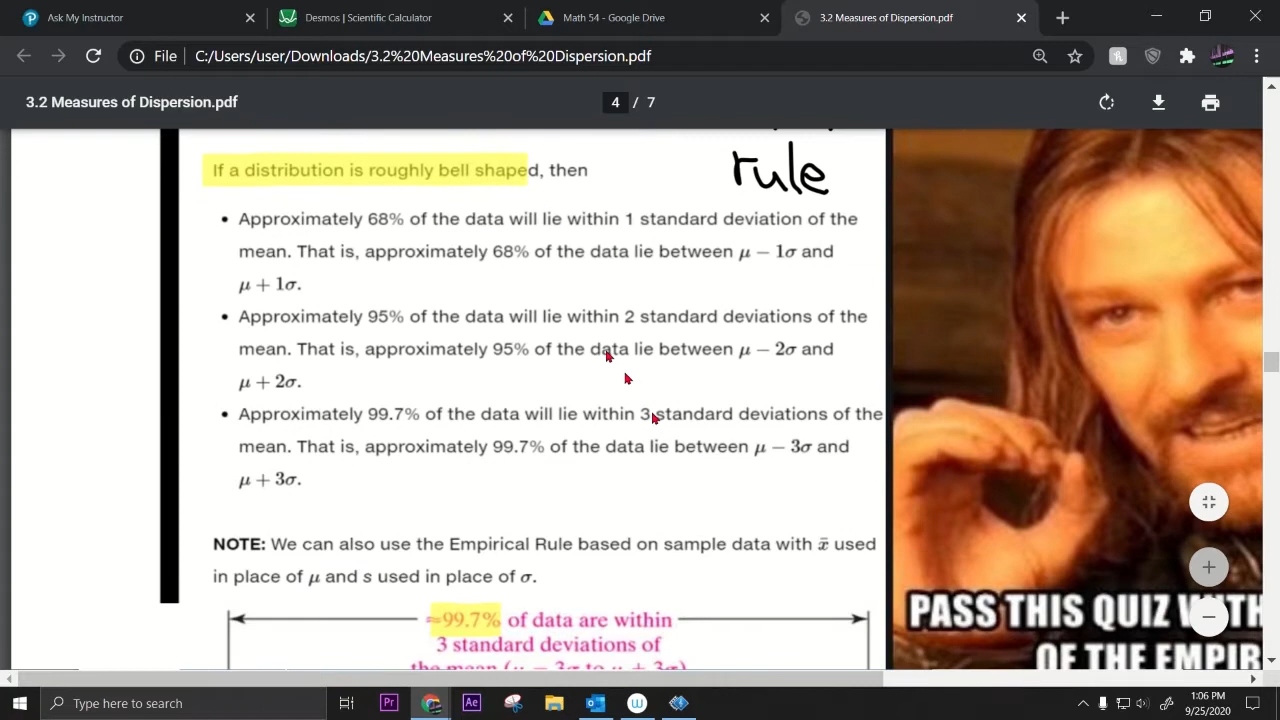 Ask My Instructor
Desmos | Scientific Calculator
Math 54 - Google Drive
3.2 Measures of Dispersion.pdf
File
C:/Users/user/Downloads/3.2%20Measures%20of%20Dispersion.pdf
3.2 Measures of Dispersion.pdf
4 / 7
rule
If a distribution is roughly bell shaped, then
• Approximately 68% of the data will lie within 1 standard deviation of the
mean. That is, approximately 68% of the data lie between μ − 1σ and
μ + 1σ.
• Approximately 95% of the data will lie within 2 standard deviations of the
mean. That is, approximately 95% of the data lie between μ − 2σ and
μ + 2σ.
• Approximately 99.7% of the data will lie within 3 standard deviations of the
mean. That is, approximately 99.7% of the data lie between μ − 3σ and
μ + 3σ.
NOTE: We can also use the Empirical Rule based on sample data with x̄ used
in place of μ and s used in place of σ.
≈99.7% of data are within
3 standard deviations of
the mean (μ − 3σ to μ + 3σ)
PASS THIS QUIZ
OF THE EMPIR
Type here to search
Pr
Ae
1:06 PM
9/25/2020